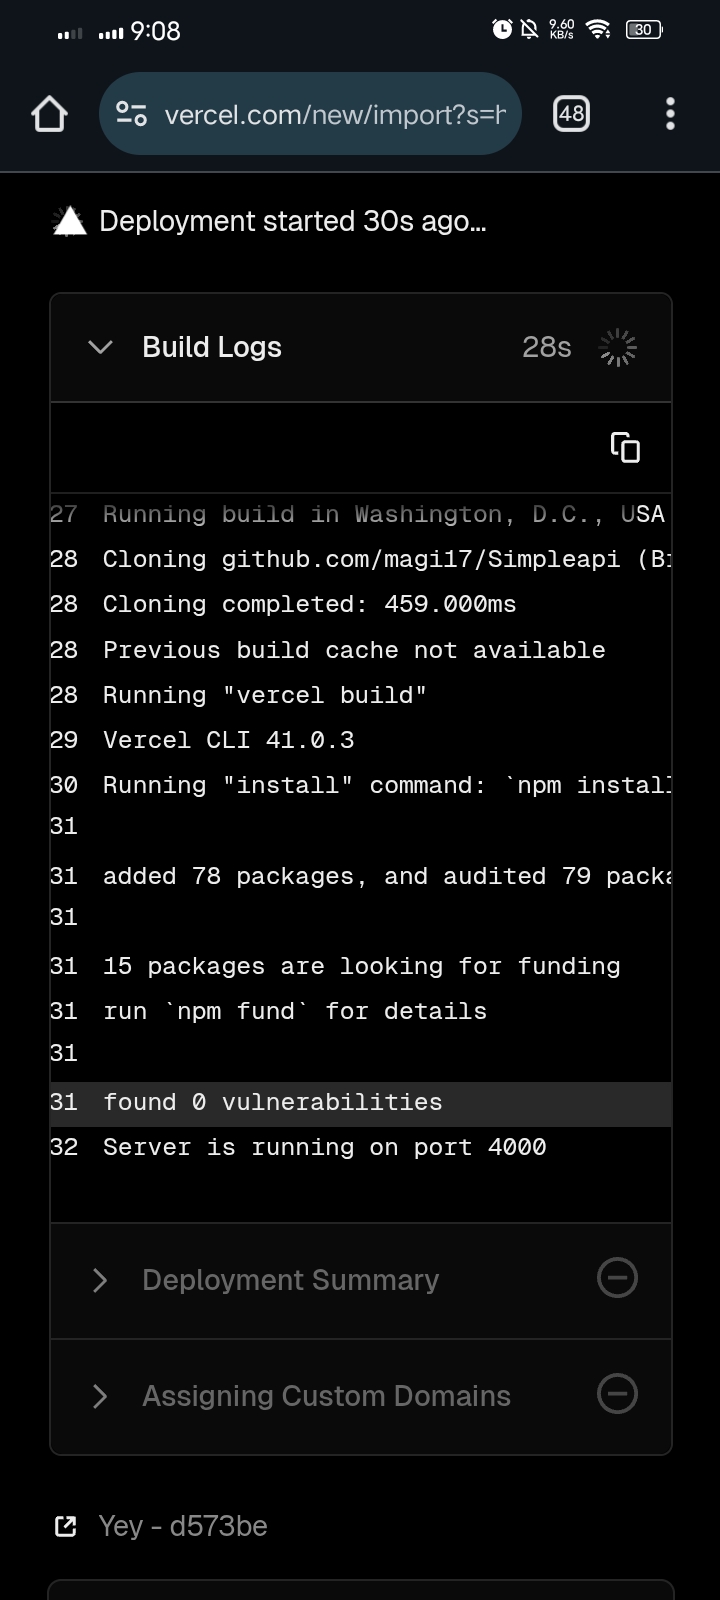 9:08
9.60
KB/s
30
vercel.com/new/import?s=h
48
Deployment started 30s ago...
Build Logs
28s
27 Running build in Washington, D.C., USA
28 Cloning github.com/magi17/Simpleapi (B
28 Cloning completed: 459.000ms
28 Previous build cache not available
28 Running "vercel build"
29 Vercel CLI 41.0.3
30 Running "install" command: `npm install
31
31 added 78 packages, and audited 79 packa
31
31 15 packages are looking for funding
31 run `npm fund` for details
31
31 found 0 vulnerabilities
32 Server is running on port 4000
Deployment Summary
Assigning Custom Domains
Yey - d573be